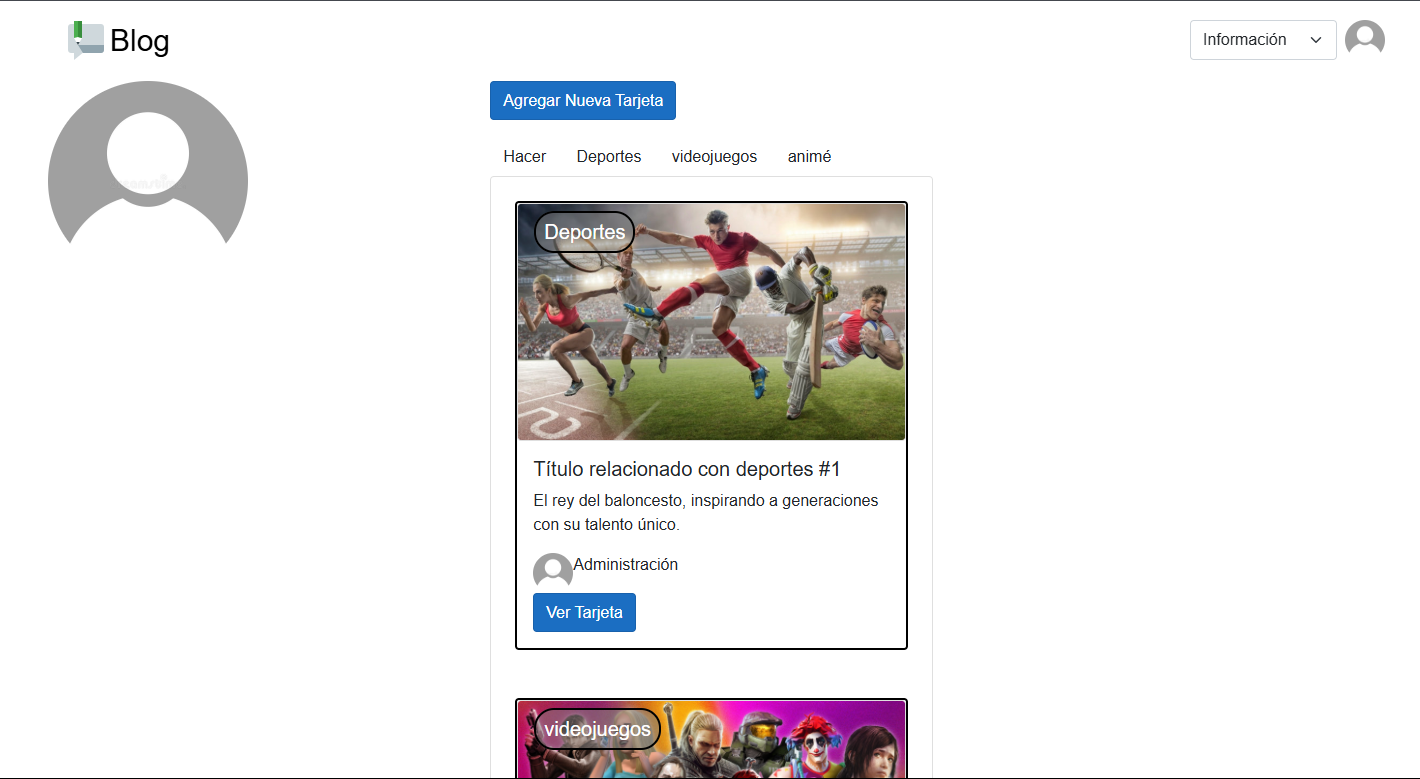 Blog
Información
Agregar Nueva Tarjeta
Hacer Deportes videojuegos animé
Deportes
Título relacionado con deportes #1
El rey del baloncesto, inspirando a generaciones
con su talento único.
Administración
Ver Tarjeta
videojuegos